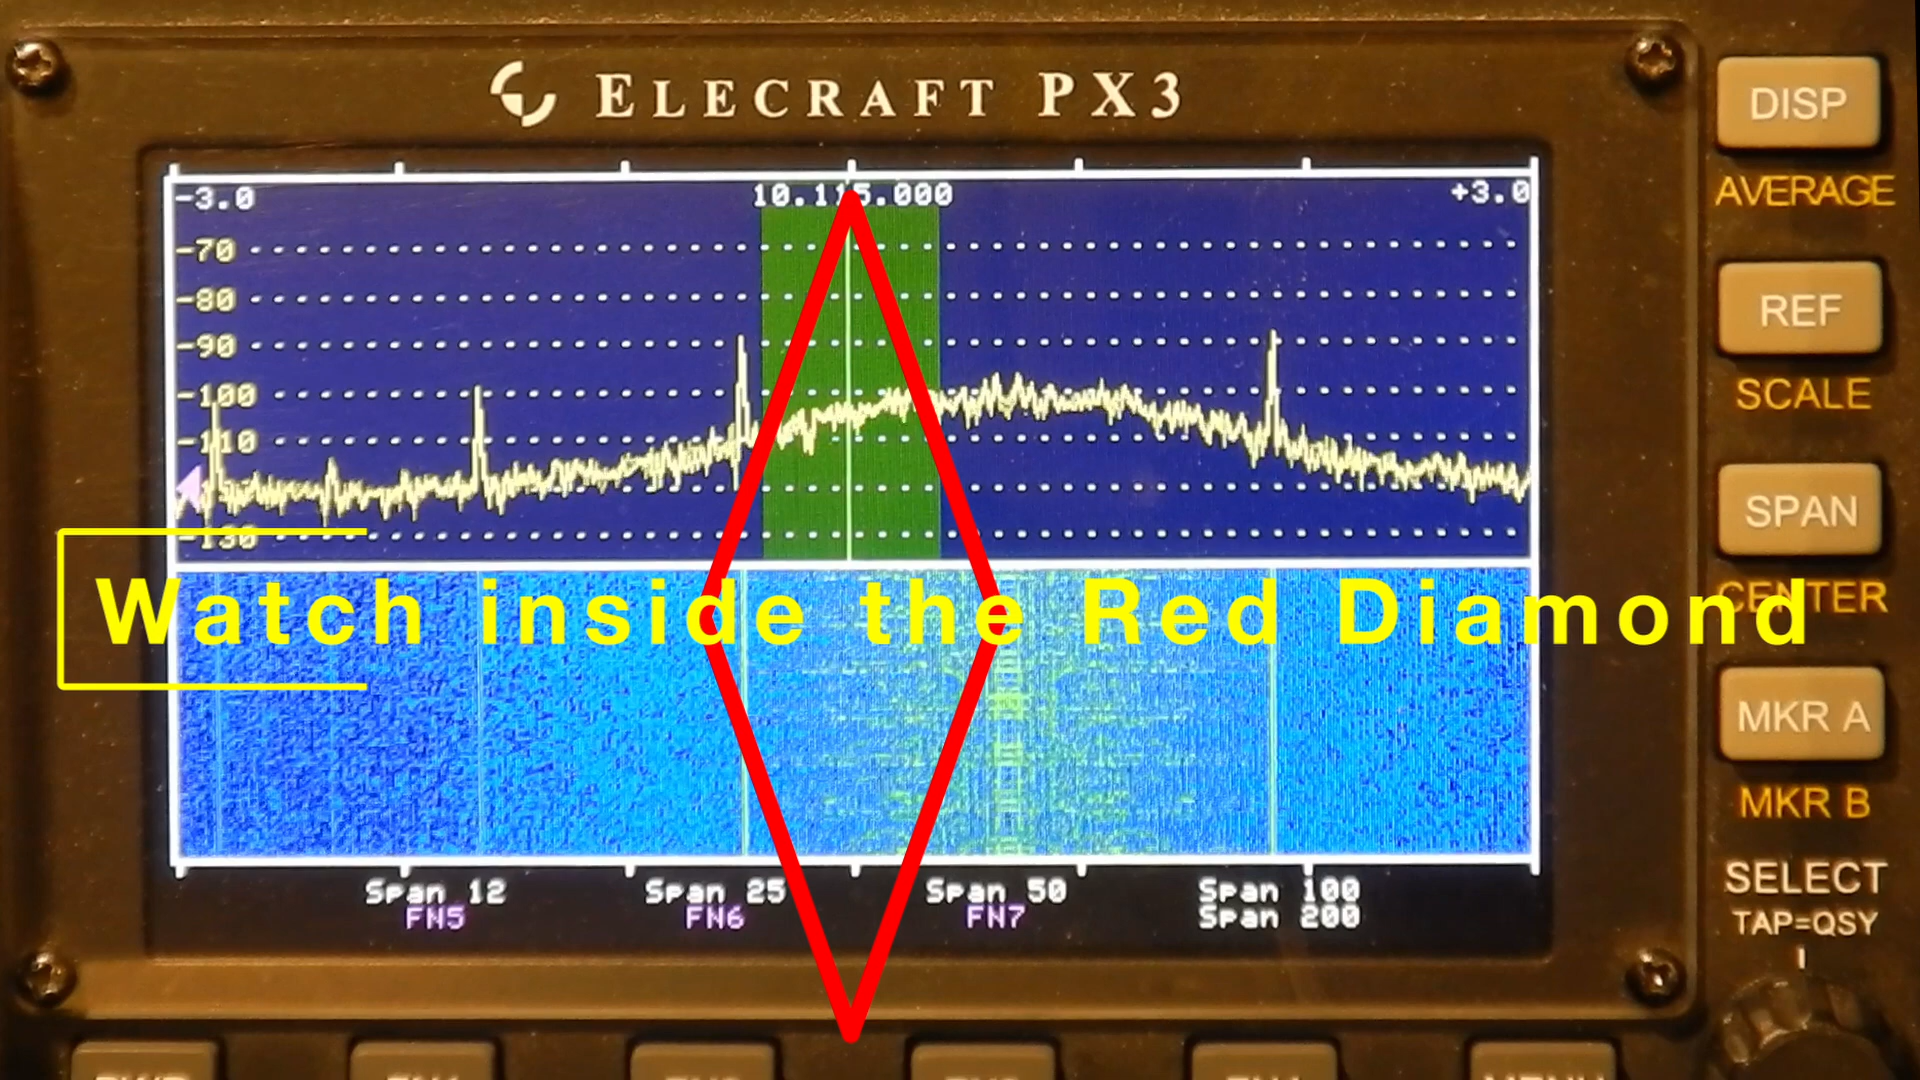 ELECRAFT PX3
DISP
AVERAGE
-3.0 10.115.000 +3.0
-70
-80
REF
-90
SCALE
-100
-110
SPAN
-130
CENTER
Watch inside the Red Diamond
MKR A
MKR B
Span 12 Span 25 Span 50 Span 100
FN5 FN6 FN7 Span 200
SELECT
TAP=QSY